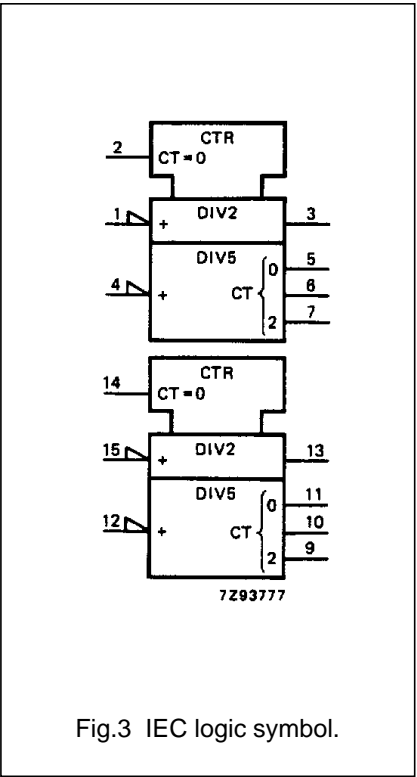 CTR
2
CT=0
1
+
DIV2
3
DIV5
0
5
4
+
CT
6
2
7
CTR
14
CT=0
15
+
DIV2
13
DIV5
0
11
12
+
CT
10
2
9
7Z93777
Fig.3 IEC logic symbol.